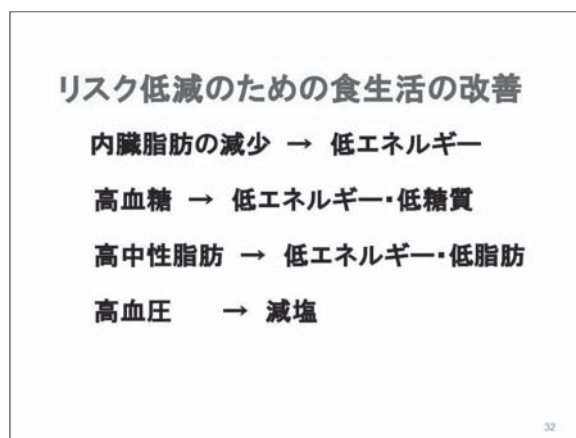 リスク低減のための食生活の改善
内臓脂肪の減少 → 低エネルギー
高血糖 → 低エネルギー・低糖質
高中性脂肪 → 低エネルギー・低脂肪
高血圧 → 減塩
32